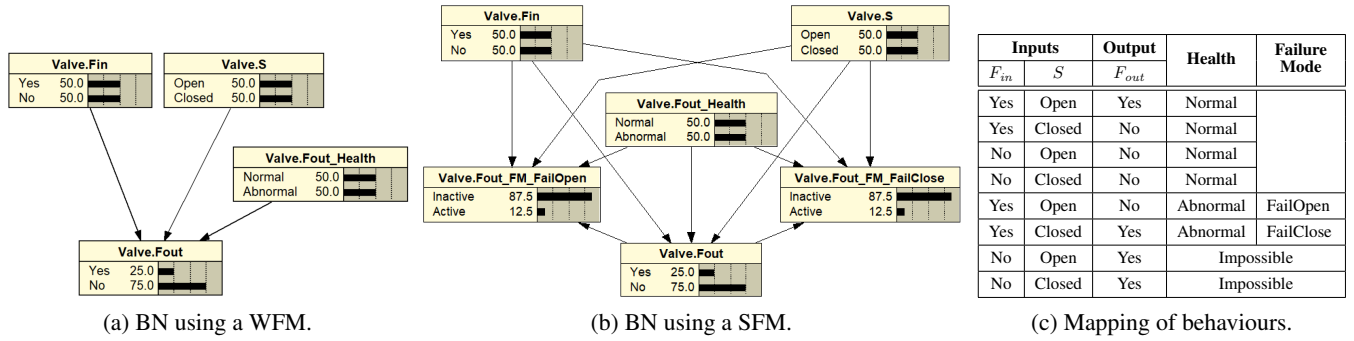 Valve.Fin
Yes 50.0
No 50.0
Valve.S
Open 50.0
Closed 50.0
Valve.Fout_Health
Normal 50.0
Abnormal 50.0
Valve.Fout
Yes 25.0
No 75.0
(a) BN using a WFM.
Valve.Fin
Yes 50.0
No 50.0
Valve.S
Open 50.0
Closed 50.0
Valve.Fout_Health
Normal 50.0
Abnormal 50.0
Valve.Fout_FM_FailOpen
Inactive 87.5
Active 12.5
Valve.Fout_FM_FailClose
Inactive 87.5
Active 12.5
Valve.Fout
Yes 25.0
No 75.0
(b) BN using a SFM.
Inputs Output Health Failure Mode
F_in S F_out
Yes Open Yes Normal
Yes Closed No Normal
No Open No Normal
No Closed No Normal
Yes Open No Abnormal FailOpen
Yes Closed Yes Abnormal FailClose
No Open Yes Impossible
No Closed Yes Impossible
(c) Mapping of behaviours.